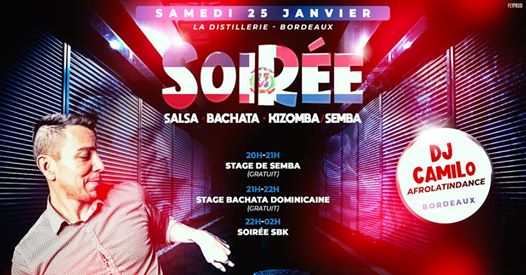 FLYPROD
SAMEDI 25 JANVIER
LA DISTILLERIE - BORDEAUX
SOIRÉE
SALSA · BACHATA · KIZOMBA / SEMBA
20H-21H
STAGE DE SEMBA
(GRATUIT)
21H-22H
STAGE BACHATA DOMINICAINE
(GRATUIT)
22H-02H
SOIRÉE SBK
DJ
CAMILO
AFROLATINDANCE
BORDEAUX